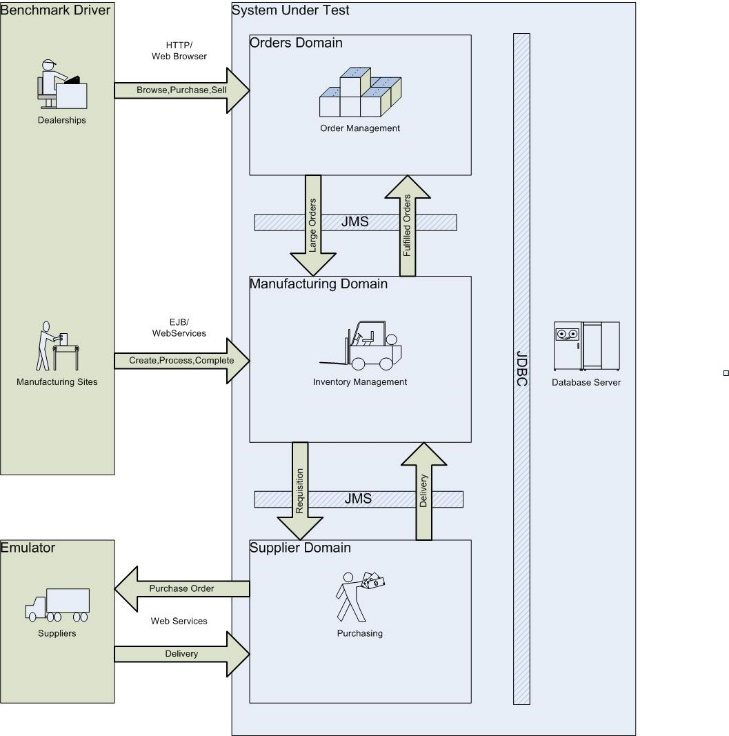 Benchmark Driver
System Under Test
Orders Domain
HTTP/
Web Browser
Browse,Purchase,Sell
Dealerships
Order Management
Large Orders
JMS
Fulfilled Orders
Manufacturing Domain
EJB/
WebServices
Create,Process,Complete
Manufacturing Sites
Inventory Management
JDBC
Database Server
Requisition
JMS
Delivery
Emulator
Supplier Domain
Purchase Order
Web Services
Suppliers
Purchasing
Delivery